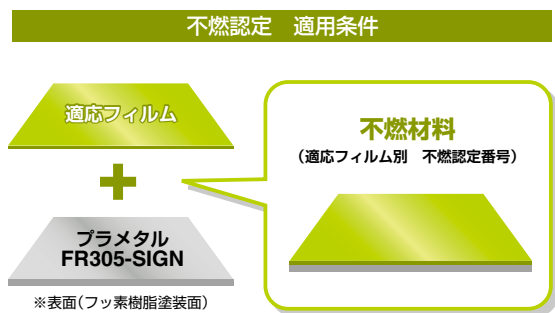 不燃認定　適用条件
適応フィルム
+
プラメタル
FR305-SIGN
※表面(フッ素樹脂塗装面)
不燃材料
(適応フィルム別　不燃認定番号)